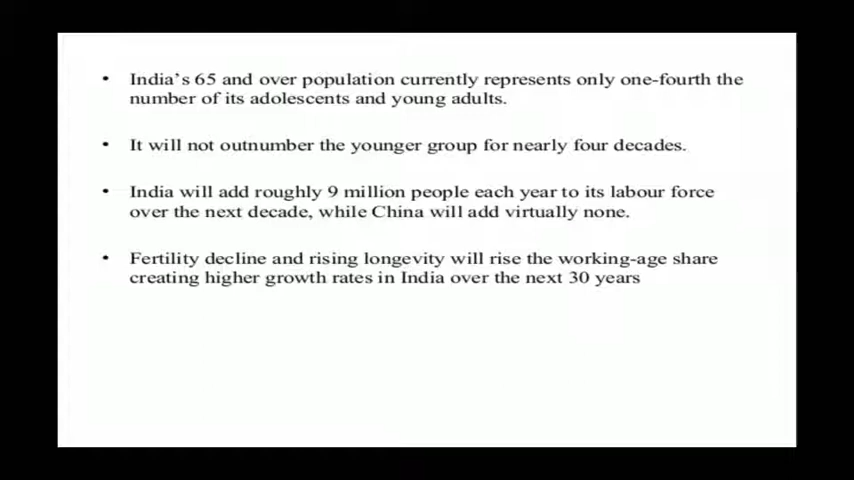 • India's 65 and over population currently represents only one-fourth the
number of its adolescents and young adults.
• It will not outnumber the younger group for nearly four decades.
• India will add roughly 9 million people each year to its labour force
over the next decade, while China will add virtually none.
• Fertility decline and rising longevity will rise the working-age share
creating higher growth rates in India over the next 30 years